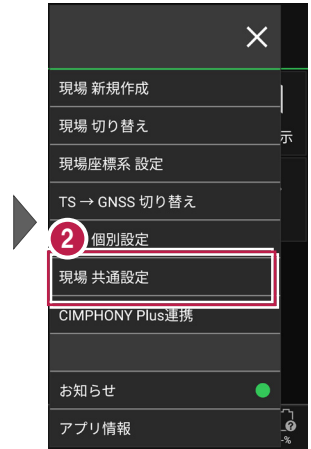 現場 新規作成
現場 切り替え
示
現場座標系 設定
TS → GNSS 切り替え
2 個別設定
現場 共通設定
CIMPHONY Plus連携
お知らせ
アプリ情報
-%